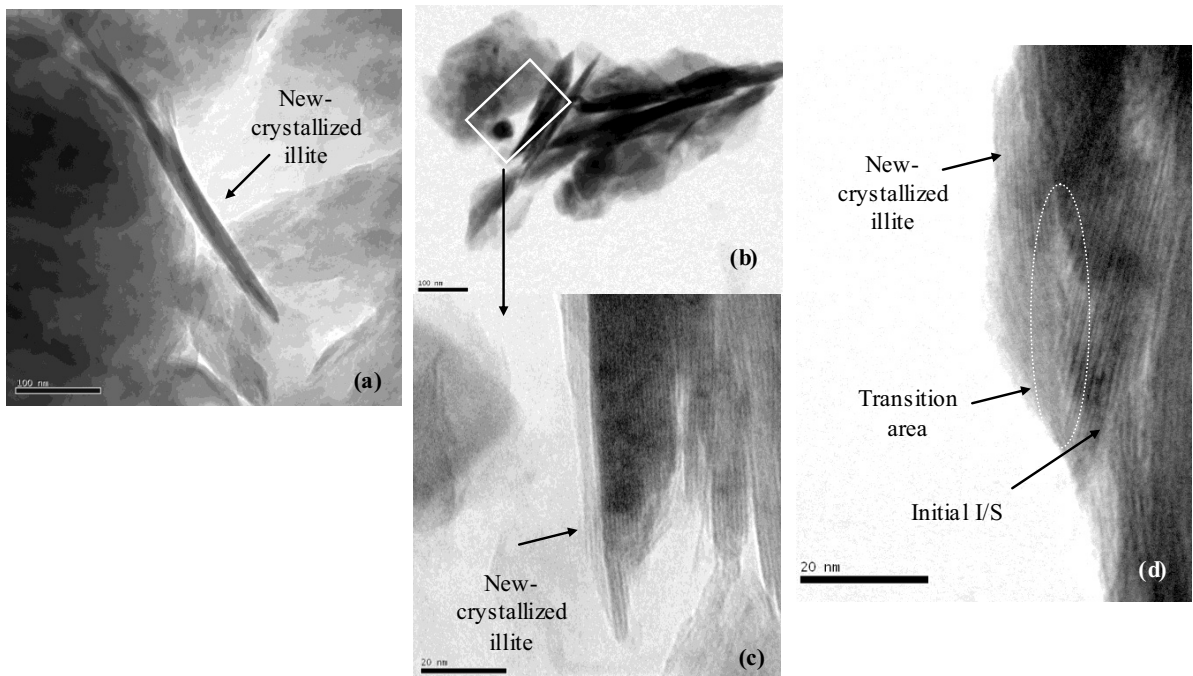 New-
crystallized
illite
100 nm
(a)
(b)
100 nm
New-
crystallized
illite
20 nm
(c)
New-
crystallized
illite
Transition
area
Initial I/S
20 nm
(d)